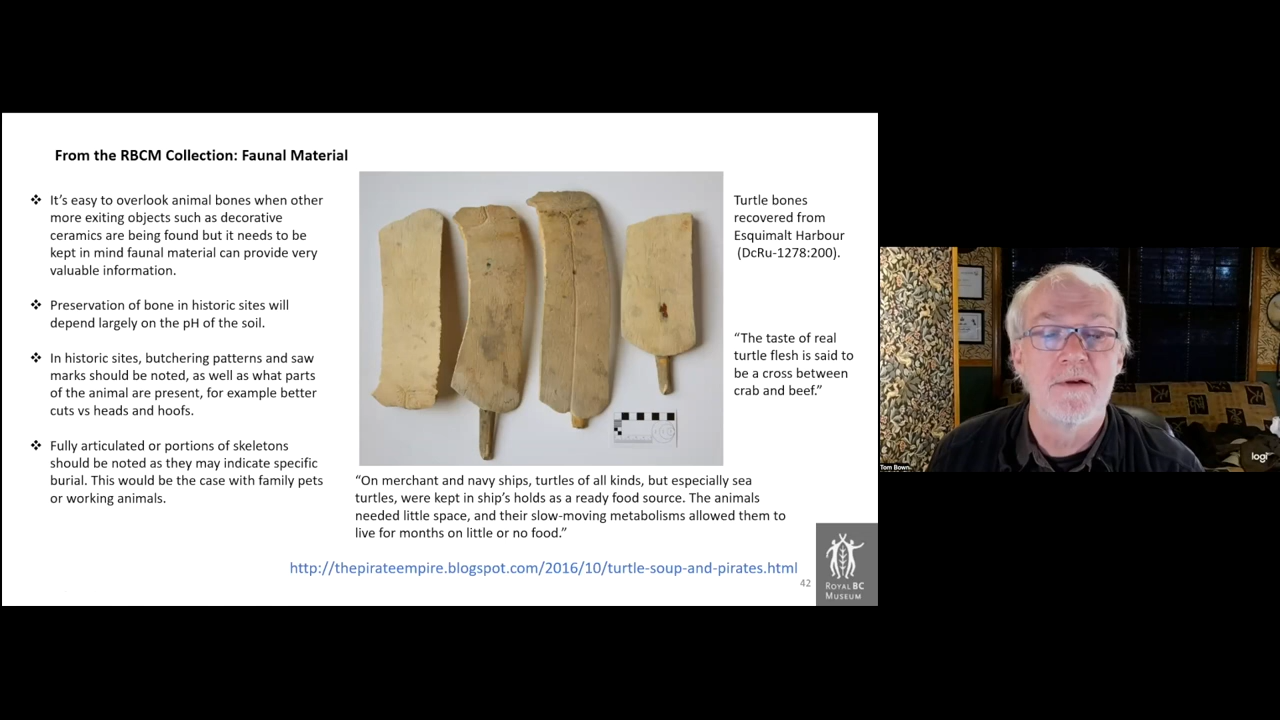 From the RBCM Collection: Faunal Material
❖ It's easy to overlook animal bones when other
more exiting objects such as decorative
ceramics are being found but it needs to be
kept in mind faunal material can provide very
valuable information.
❖ Preservation of bone in historic sites will
depend largely on the pH of the soil.
❖ In historic sites, butchering patterns and saw
marks should be noted, as well as what parts
of the animal are present, for example better
cuts vs heads and hoofs.
❖ Fully articulated or portions of skeletons
should be noted as they may indicate specific
burial. This would be the case with family pets
or working animals.
Turtle bones
recovered from
Esquimalt Harbour
(DcRu-1278:200).
“The taste of real
turtle flesh is said to
be a cross between
crab and beef.”
“On merchant and navy ships, turtles of all kinds, but especially sea
turtles, were kept in ship’s holds as a ready food source. The animals
needed little space, and their slow-moving metabolisms allowed them to
live for months on little or no food.”
http://thepirateempire.blogspot.com/2016/10/turtle-soup-and-pirates.html
42
ROYAL BC
MUSEUM
Tom Bown
logi